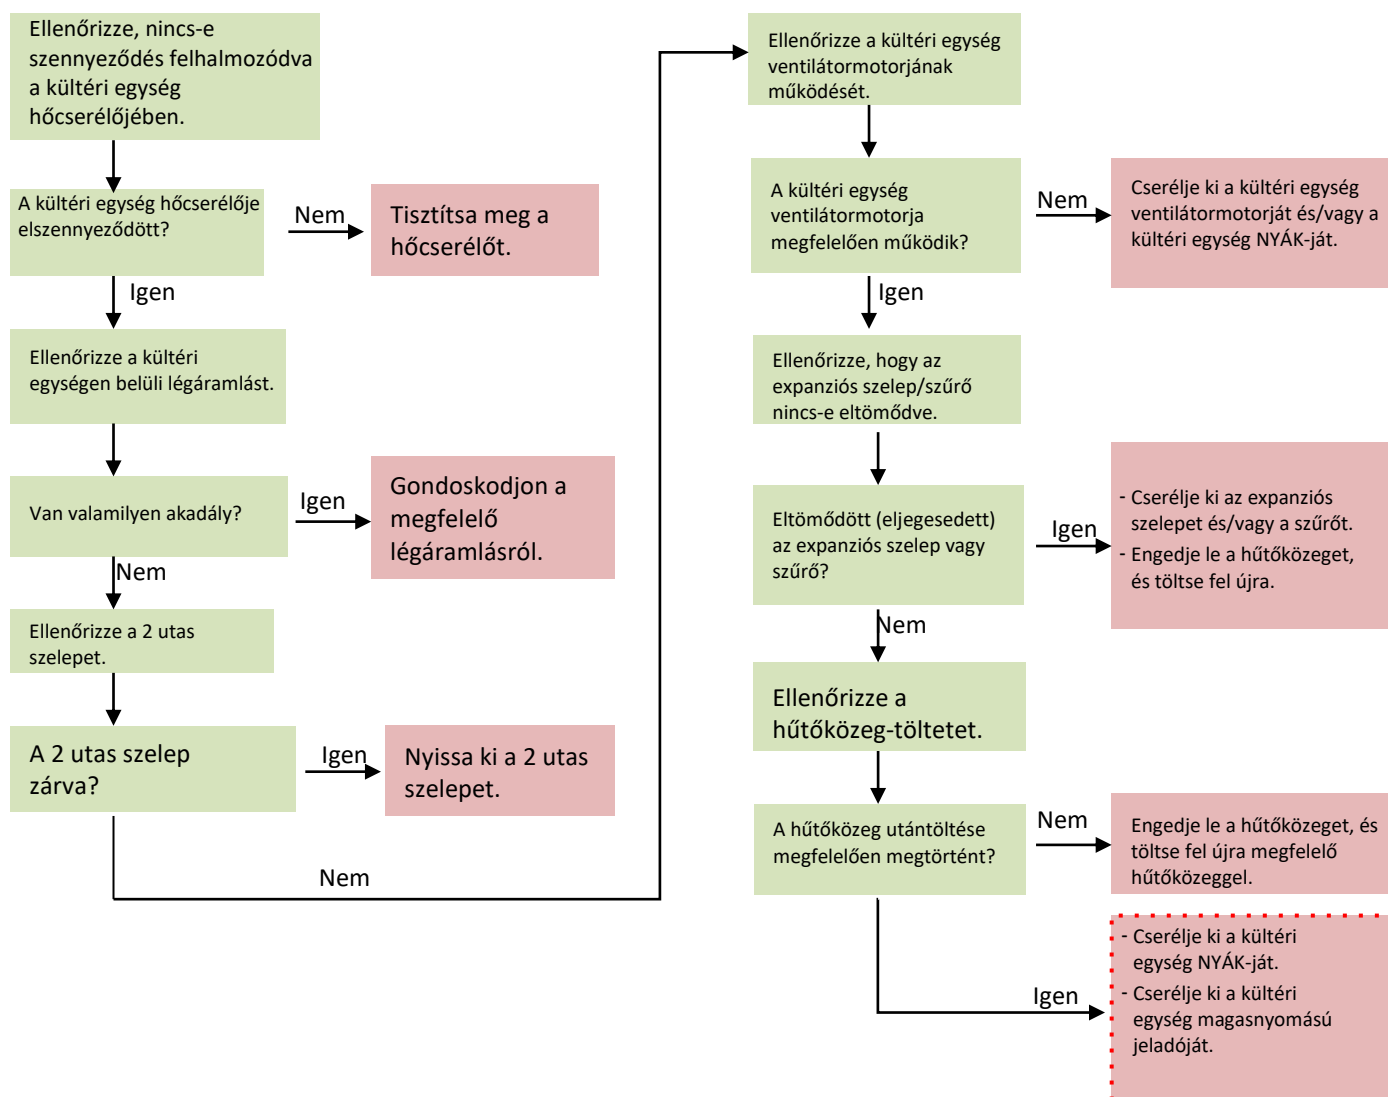 Ellenőrizze, nincs-e
szennyeződés felhalmozódva
a kültéri egység
hőcserélőjében.
A kültéri egység hőcserélője
elszennyeződött?
Nem
Tisztítsa meg a
hőcserélőt.
Igen
Ellenőrizze a kültéri
egységen belüli légáramlást.
Van valamilyen akadály?
Igen
Gondoskodjon a
megfelelő
légáramlásról.
Nem
Ellenőrizze a 2 utas
szelepet.
A 2 utas szelep
zárva?
Igen
Nyissa ki a 2 utas
szelepet.
Nem
Ellenőrizze a kültéri egység
ventilátormotorjának
működését.
A kültéri egység
ventilátormotorja
megfelelően működik?
Nem
Cserélje ki a kültéri egység
ventilátormotorját és/vagy a
kültéri egység NYÁK-ját.
Igen
Ellenőrizze, hogy az
expanziós szelep/szűrő
nincs-e eltömődve.
Eltömődött (eljegesedett)
az expanziós szelep vagy
szűrő?
Igen
- Cserélje ki az expanziós
szelepet és/vagy a szűrőt.
- Engedje le a hűtőközeget,
és töltse fel újra.
Nem
Ellenőrizze a
hűtőközeg-töltetet.
A hűtőközeg utántöltése
megfelelően megtörtént?
Nem
Engedje le a hűtőközeget, és
töltse fel újra megfelelő
hűtőközeggel.
Igen
- Cserélje ki a kültéri
egység NYÁK-ját.
- Cserélje ki a kültéri
egység magasnyomású
jeladóját.